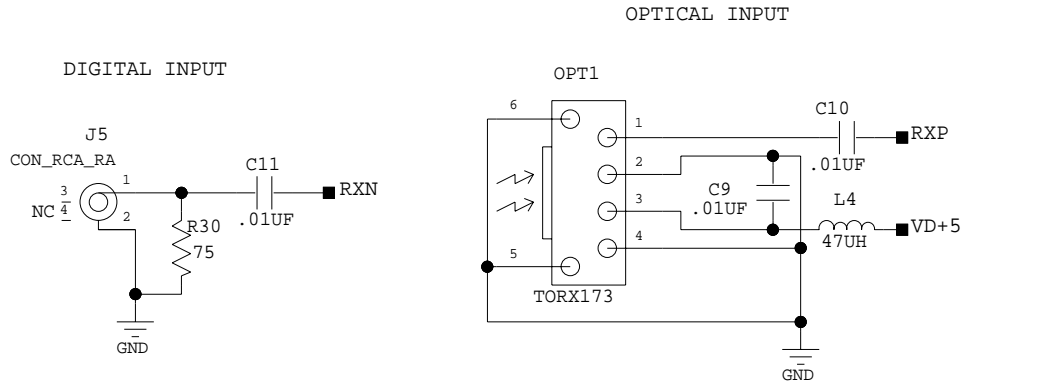 OPTICAL INPUT
DIGITAL INPUT
J5
CON_RCA_RA
3
4
NC
1
2
C11
.01UF
RXN
R30
75
GND
OPT1
6
5
1
2
3
4
TORX173
C10
.01UF
RXP
C9
.01UF
L4
47UH
VD+5
GND